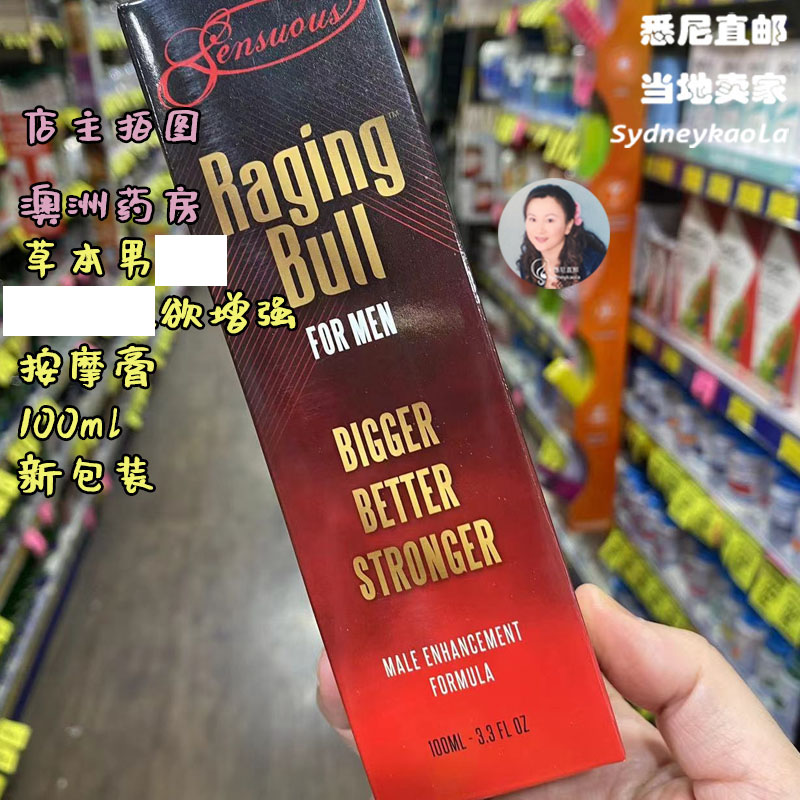 悉尼直邮
当地卖家
SydneykaoLa
店主拍图
澳洲药房
草本男
欲增强
按摩膏
100ml
新包装
Sensuous
Raging
Bull
FOR MEN
BIGGER
BETTER
STRONGER
MALE ENHANCEMENT
FORMULA
100ML - 3.3 FL OZ